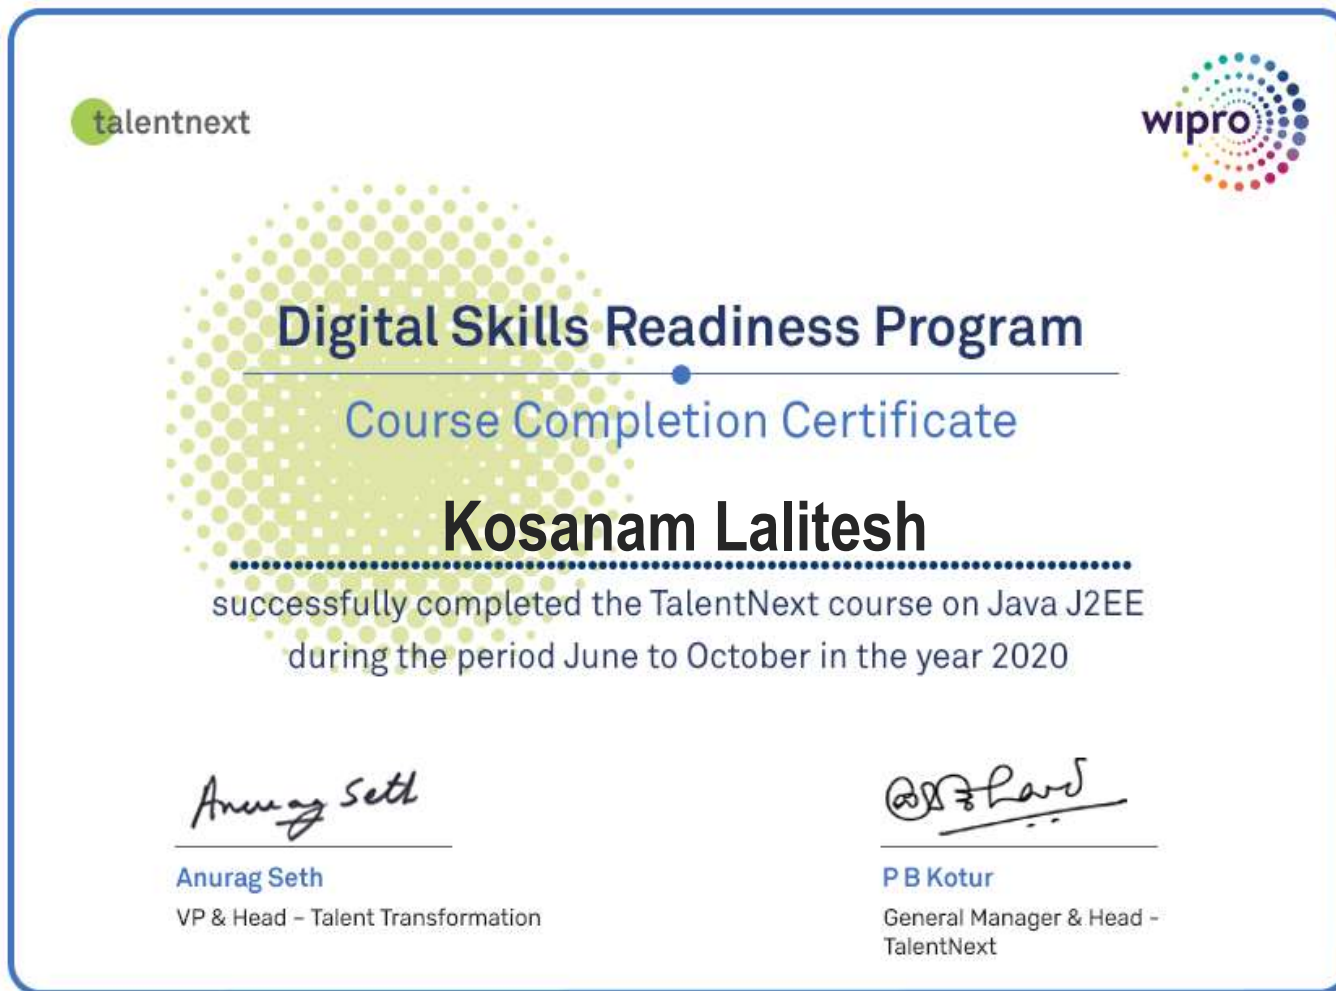 talentnext
wipro
Digital Skills Readiness Program
Course Completion Certificate
Kosanam Lalitesh
successfully completed the TalentNext course on Java J2EE
during the period June to October in the year 2020
Anurag Seth
Anurag Seth
VP & Head – Talent Transformation
P B Kotur
General Manager & Head -
TalentNext